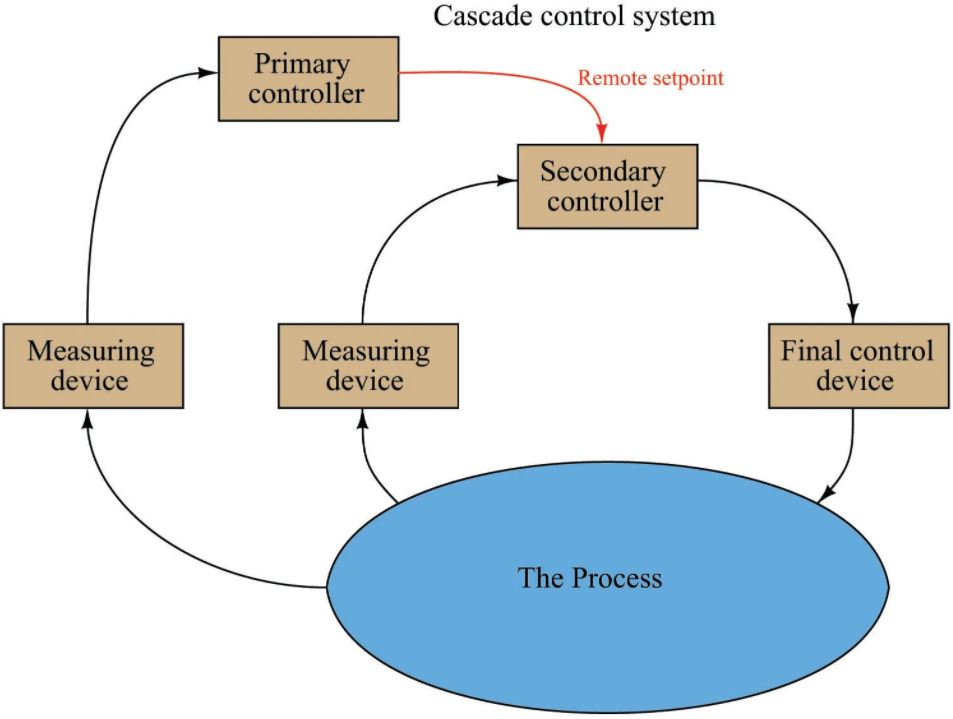 Cascade control system
Primary
controller
Remote setpoint
Secondary
controller
Measuring
device
Measuring
device
Final control
device
The Process